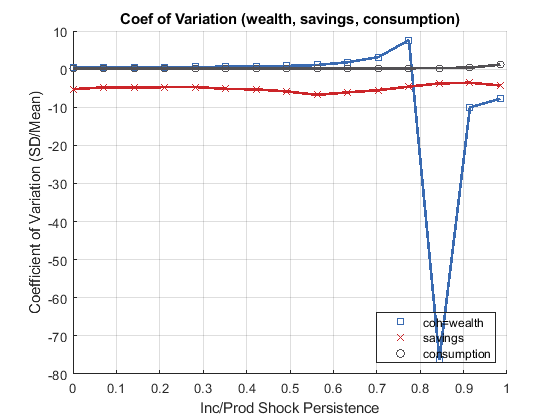 Coef of Variation (wealth, savings, consumption)
10
0
-10
-20
-30
-40
-50
-60
-70
-80
Coefficient of Variation (SD/Mean)
coh=wealth
savings
consumption
0 0.1 0.2 0.3 0.4 0.5 0.6 0.7 0.8 0.9 1
Inc/Prod Shock Persistence